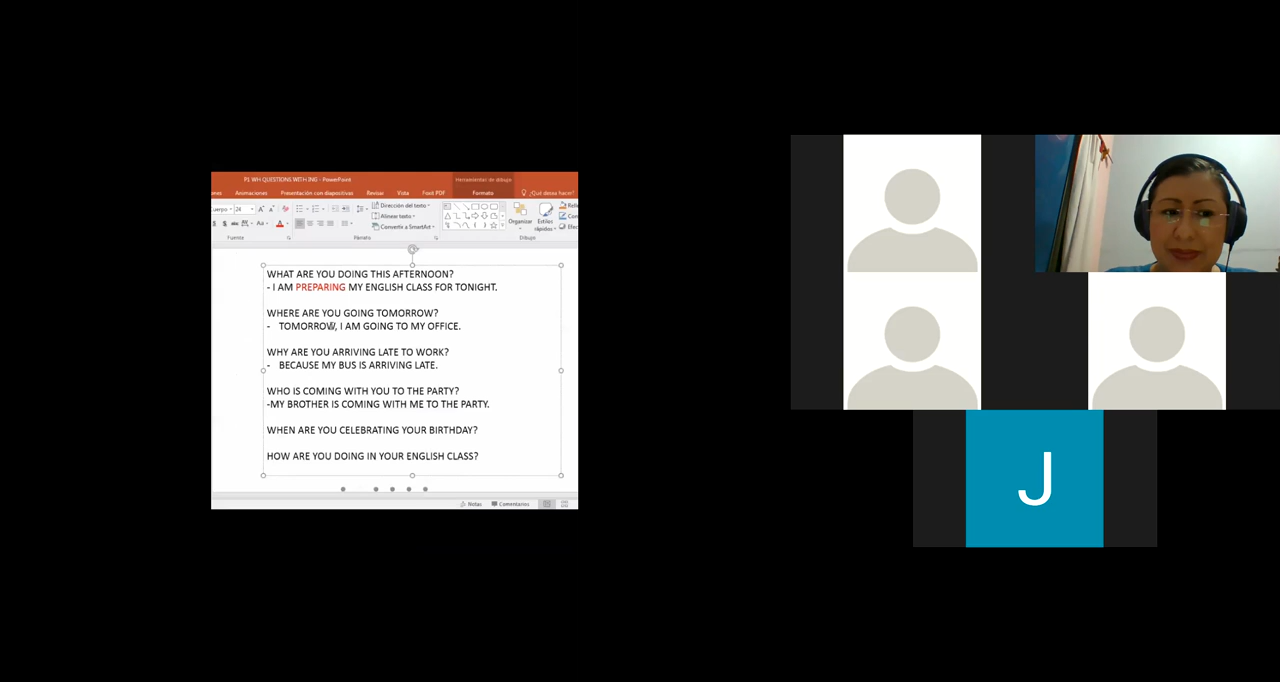 P1 WH QUESTIONS WITH ING - PowerPoint
Herramientas de dibujo
Animaciones
Presentación con diapositivas
Revisar
Vista
Foxit PDF
Formato
¿Qué desea hacer?
24
Dirección del texto
Alinear texto
Convertir a SmartArt
Organizar
Estilos
rápidos
Fuente
Párrafo
Dibujo
WHAT ARE YOU DOING THIS AFTERNOON?
- I AM PREPARING MY ENGLISH CLASS FOR TONIGHT.
WHERE ARE YOU GOING TOMORROW?
- TOMORROW, I AM GOING TO MY OFFICE.
WHY ARE YOU ARRIVING LATE TO WORK?
- BECAUSE MY BUS IS ARRIVING LATE.
WHO IS COMING WITH YOU TO THE PARTY?
-MY BROTHER IS COMING WITH ME TO THE PARTY.
WHEN ARE YOU CELEBRATING YOUR BIRTHDAY?
HOW ARE YOU DOING IN YOUR ENGLISH CLASS?
Notas
Comentarios
J